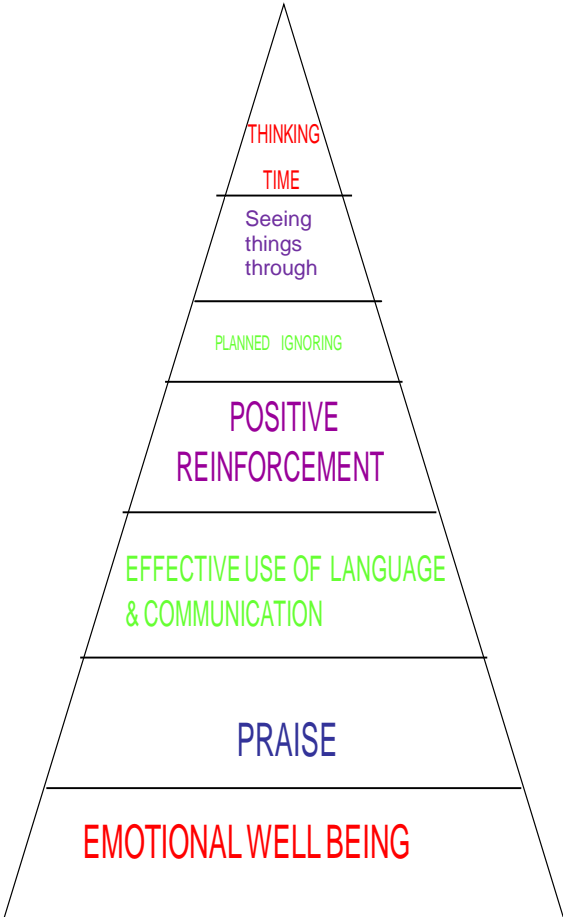 THINKING
TIME
Seeing
things
through
PLANNED IGNORING
POSITIVE
REINFORCEMENT
EFFECTIVE USE OF LANGUAGE
& COMMUNICATION
PRAISE
EMOTIONAL WELL BEING